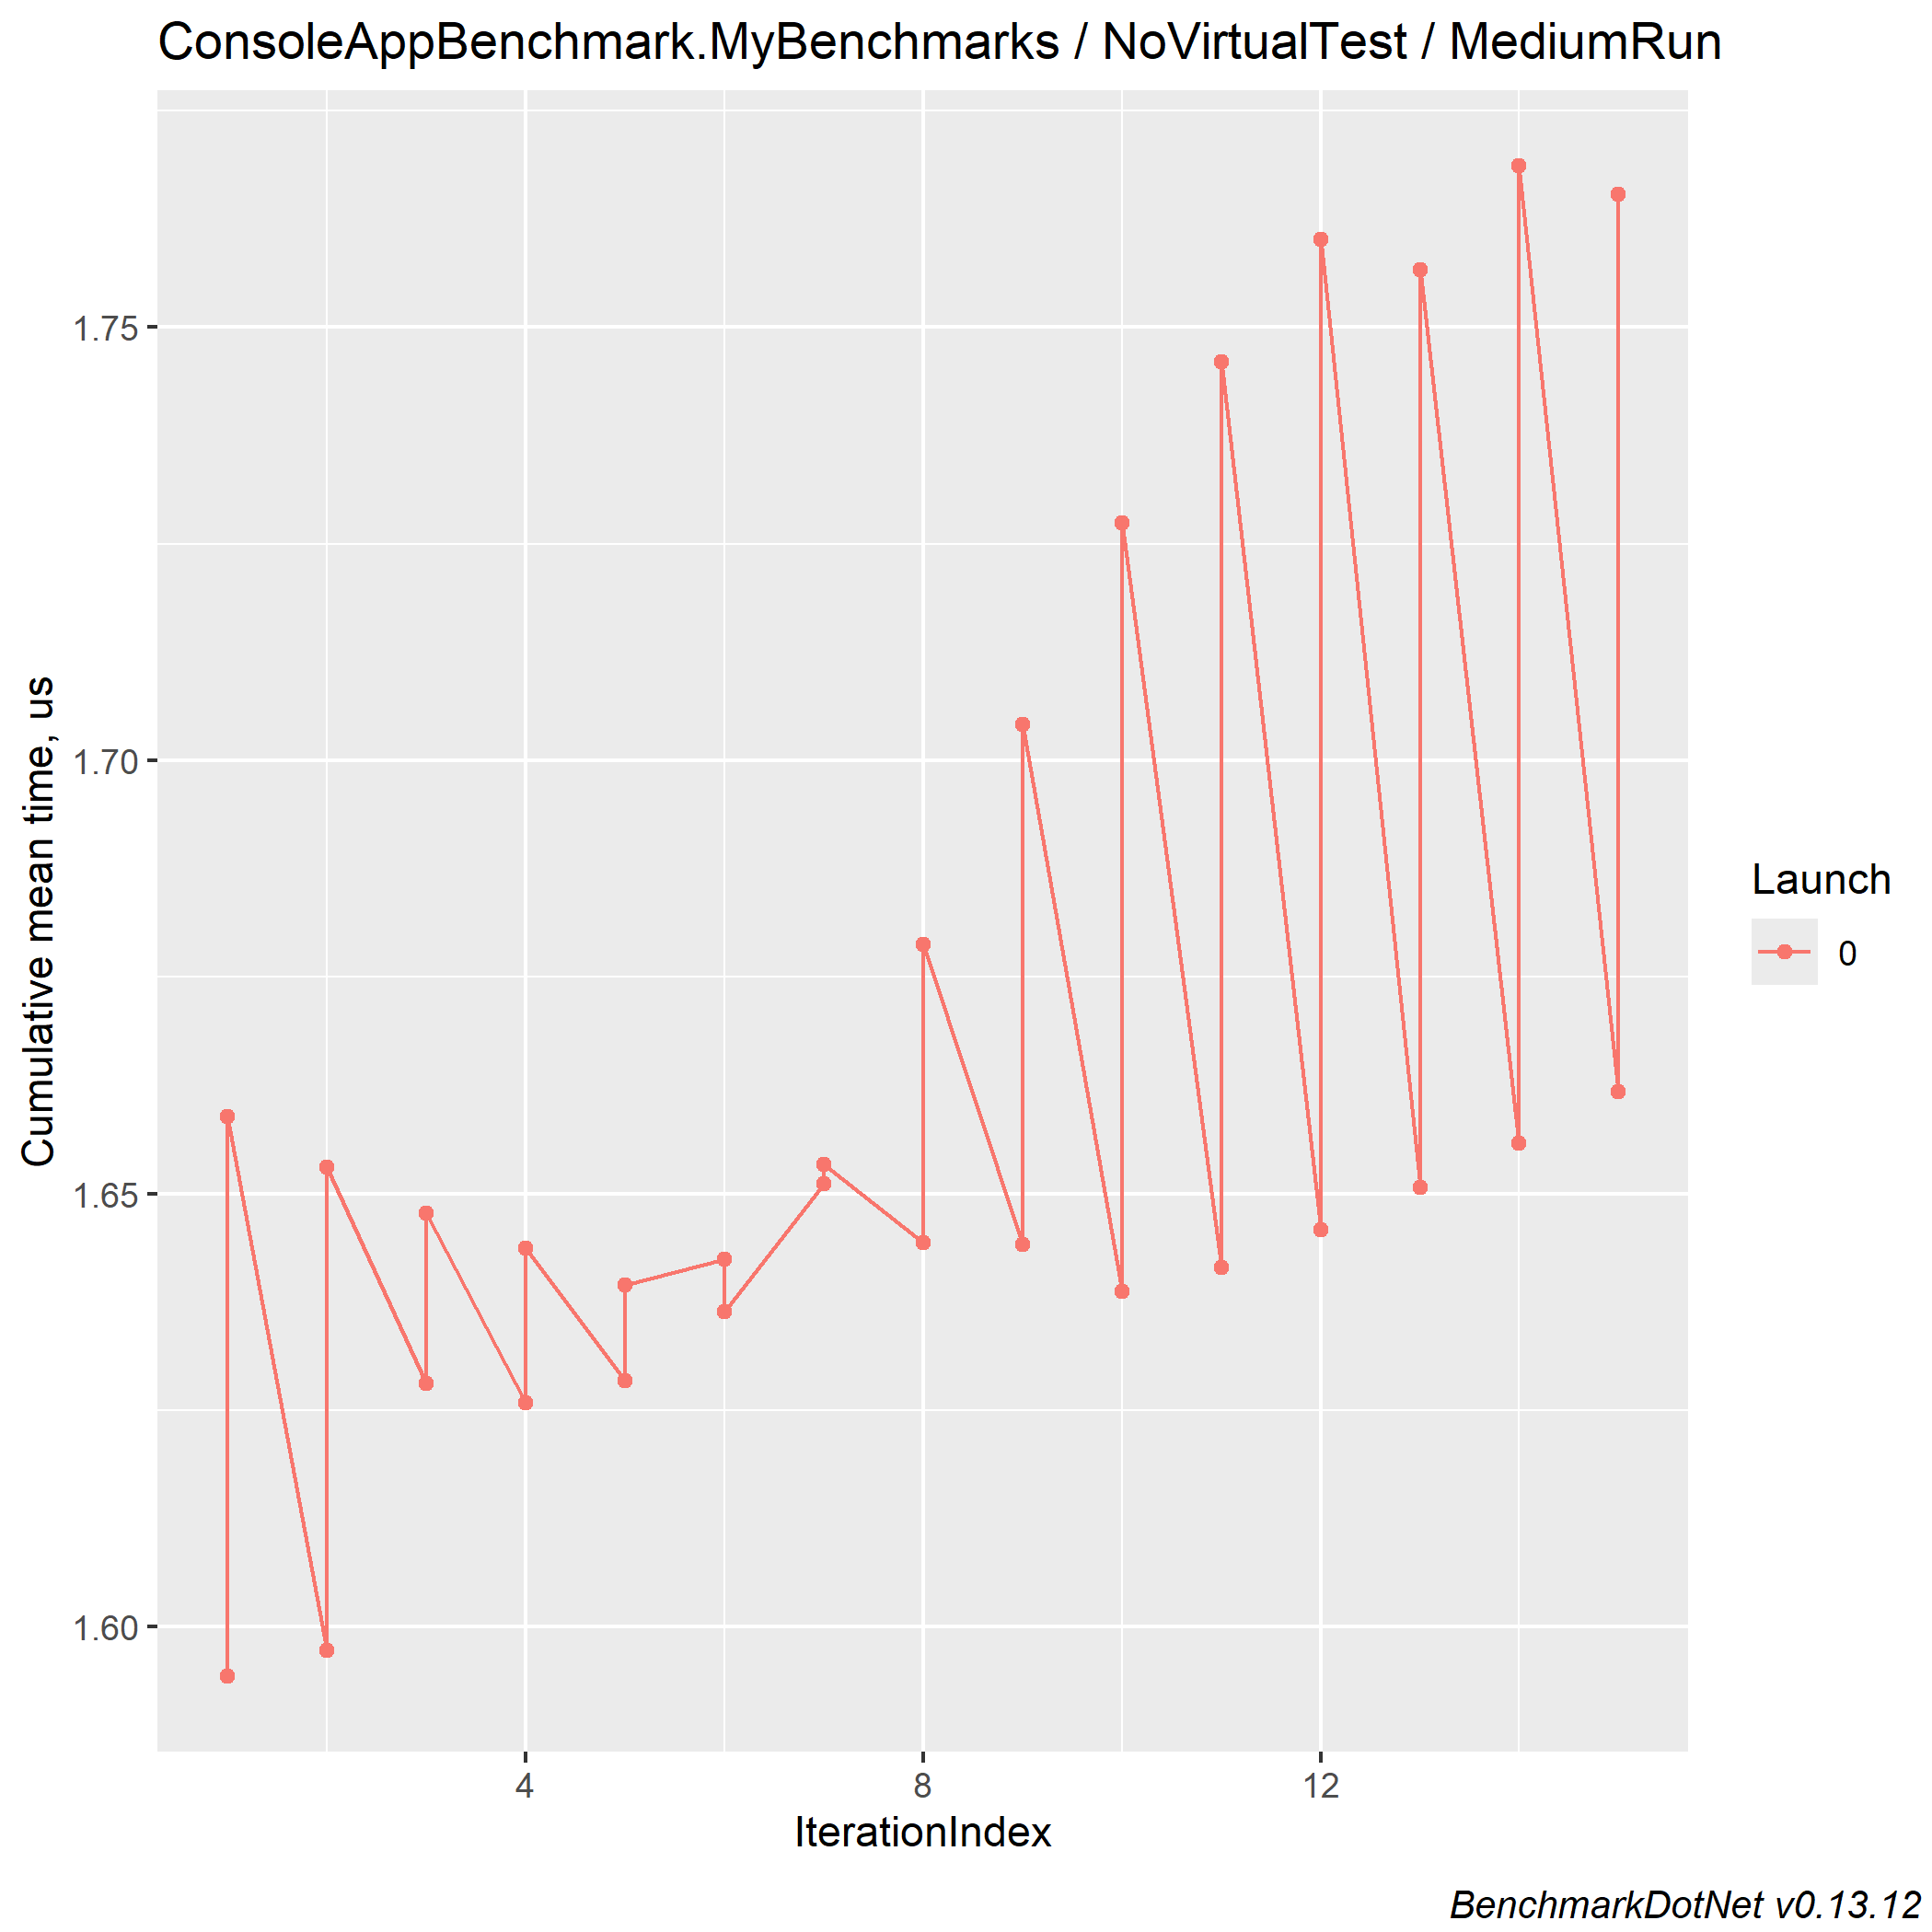 ConsoleAppBenchmark.MyBenchmarks / NoVirtualTest / MediumRun
Cumulative mean time, us
1.75
1.70
1.65
1.60
4
8
12
IterationIndex
Launch
0
BenchmarkDotNet v0.13.12